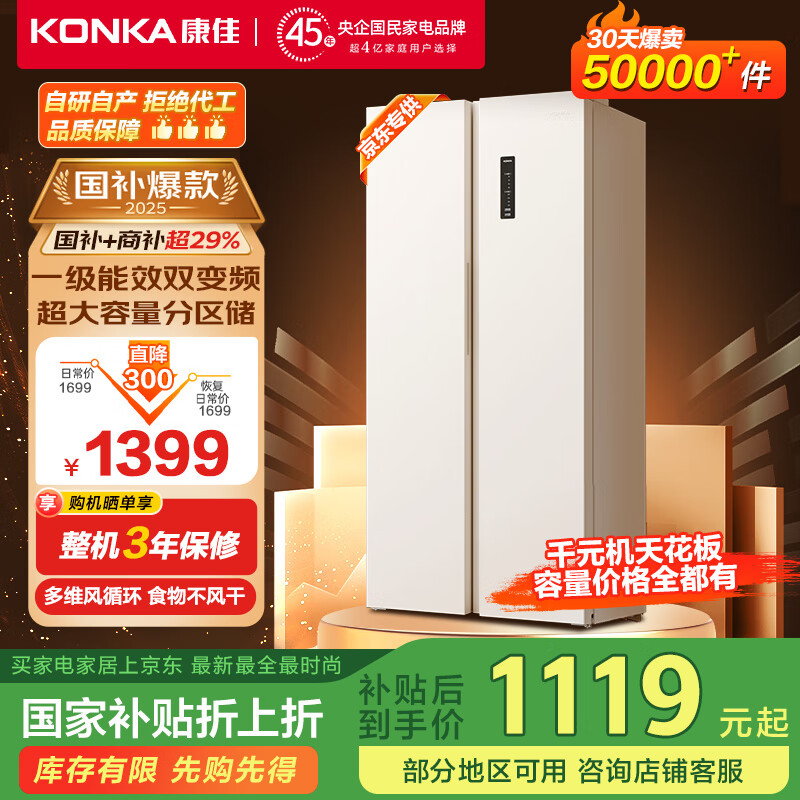 KONKA 康佳
45年
央企国民家电品牌
超4亿家庭用户选择
30天爆卖
50000+件
自研自产 拒绝代工
品质保障
京东专供
国补爆款
2025
国补+商补超29%
一级能效双变频
超大容量分区储
直降
300
日常价
1699
恢复
日常价
1699
¥1399
享 购机晒单享
整机3年保修
多维风循环 食物不风干
千元机天花板
容量价格全都有
买家电家居上京东 最新最全最时尚
国家补贴折上折
库存有限 先购先得
补贴后
到手价
1119元起
部分地区可用 咨询店铺客服